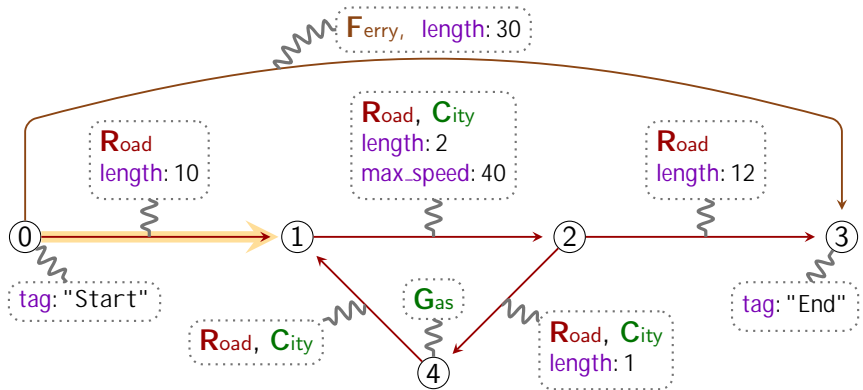 Ferry, length: 30
Road
length: 10
Road, City
length: 2
max_speed: 40
Road
length: 12
0
1
2
3
tag: "Start"
Gas
tag: "End"
Road, City
Road, City
length: 1
4